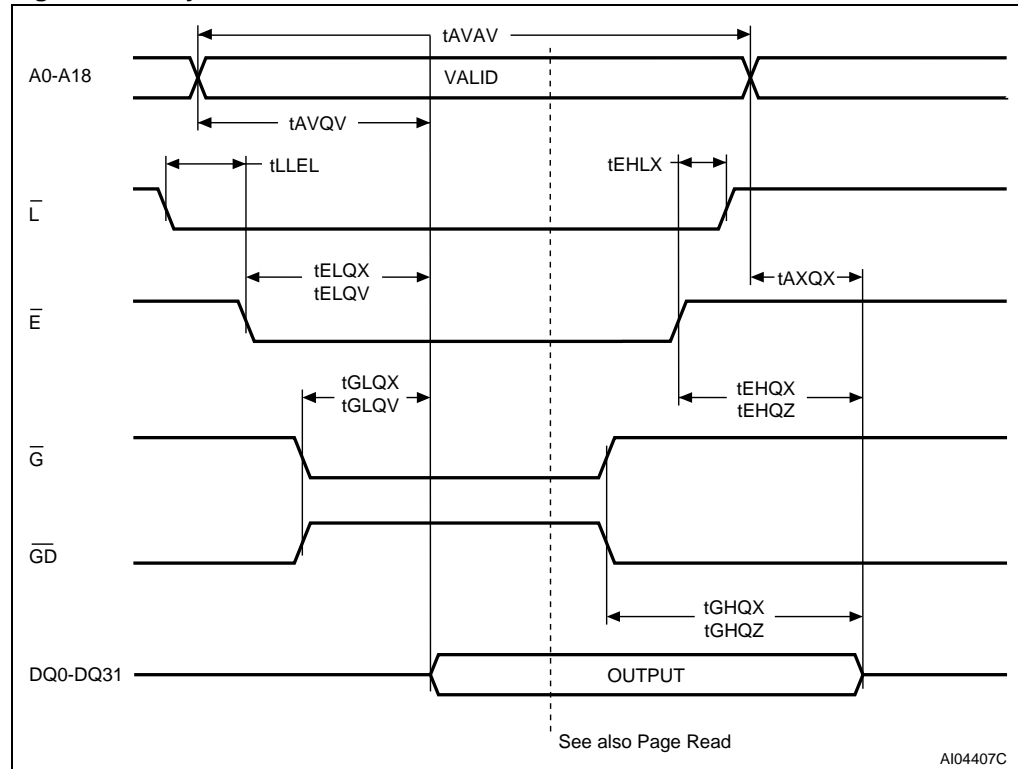 tAVAV
A0-A18
VALID
tAVQV
tLLEL
tEHLX
L̅
tELQX
tELQV
tAXQX
E̅
tGLQX
tGLQV
tEHQX
tEHQZ
G̅
G̅D̅
tGHQX
tGHQZ
DQ0-DQ31
OUTPUT
See also Page Read
AI04407C